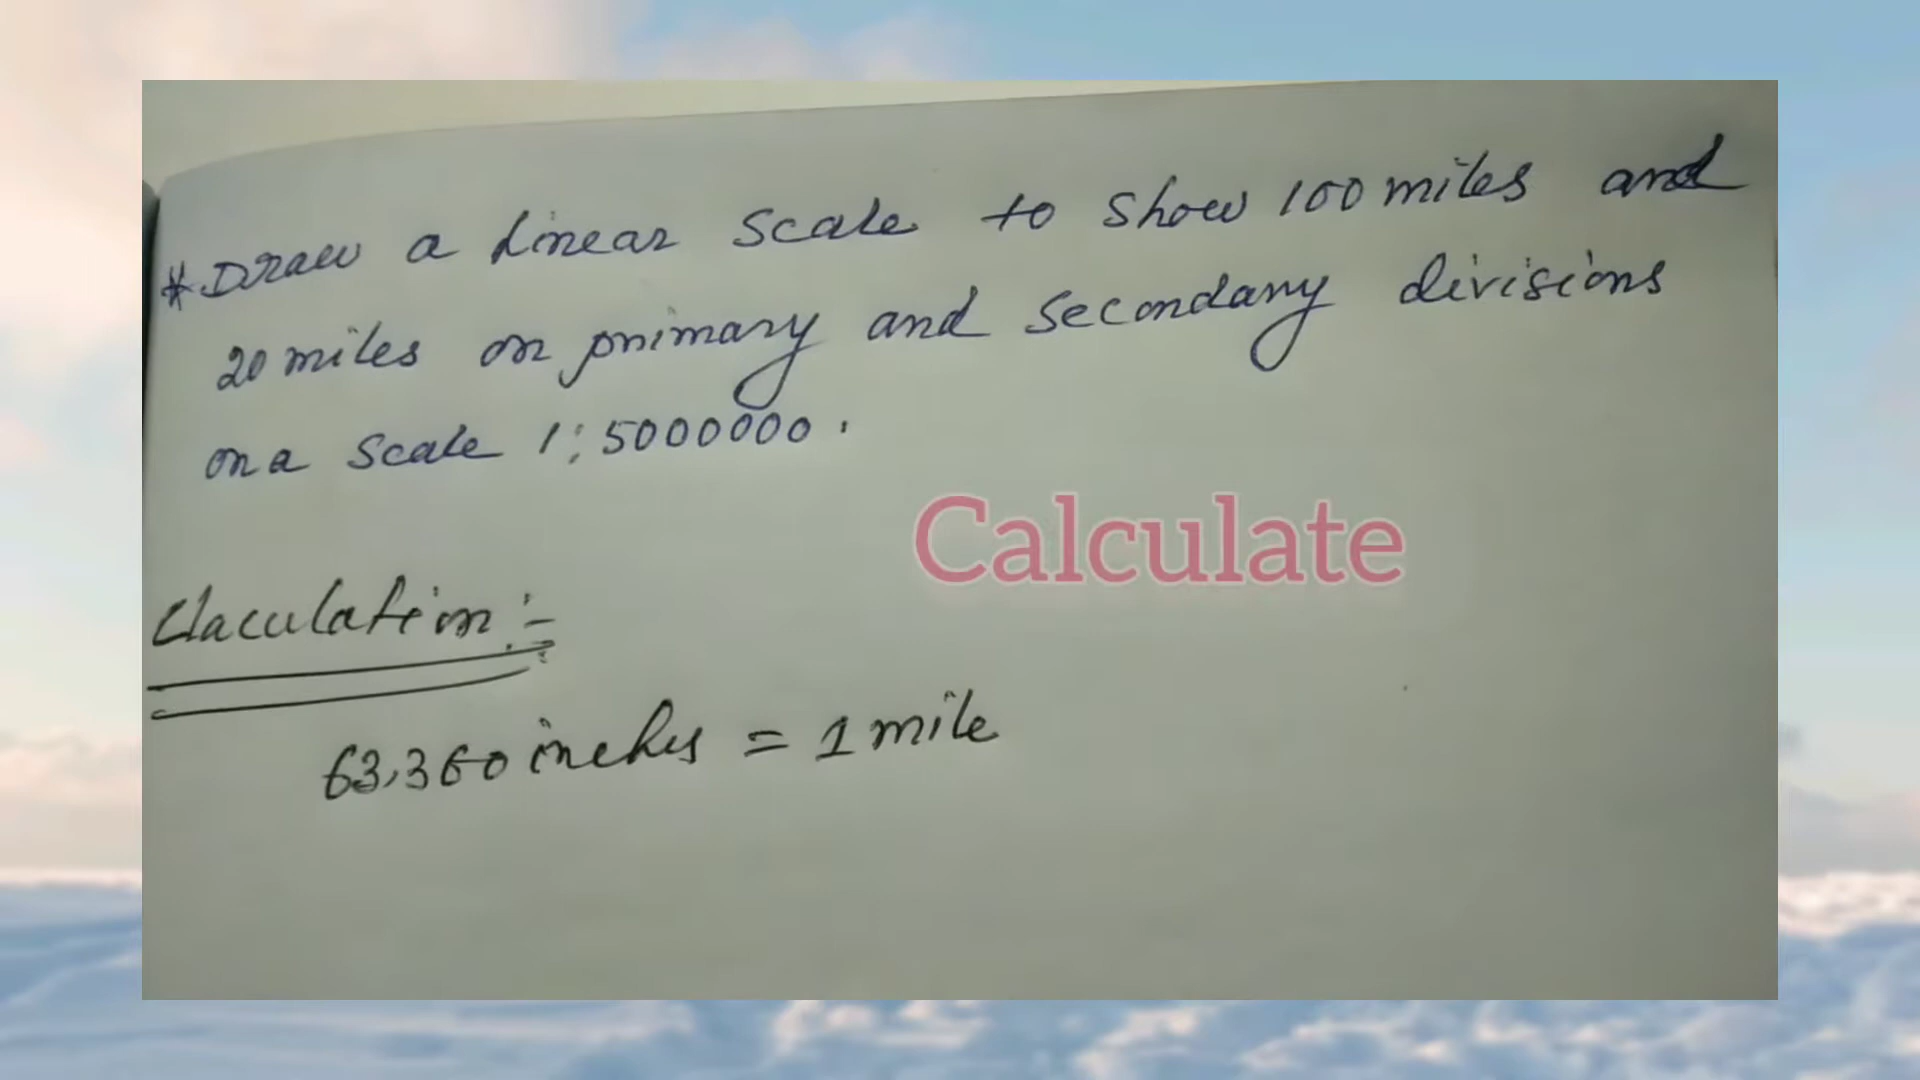 * Draw a Linear Scale to Show 100 miles and
20 miles on primary and secondary divisions
on a Scale 1:5000000.
Calculate
Claculation:-
63,360 inches = 1 mile